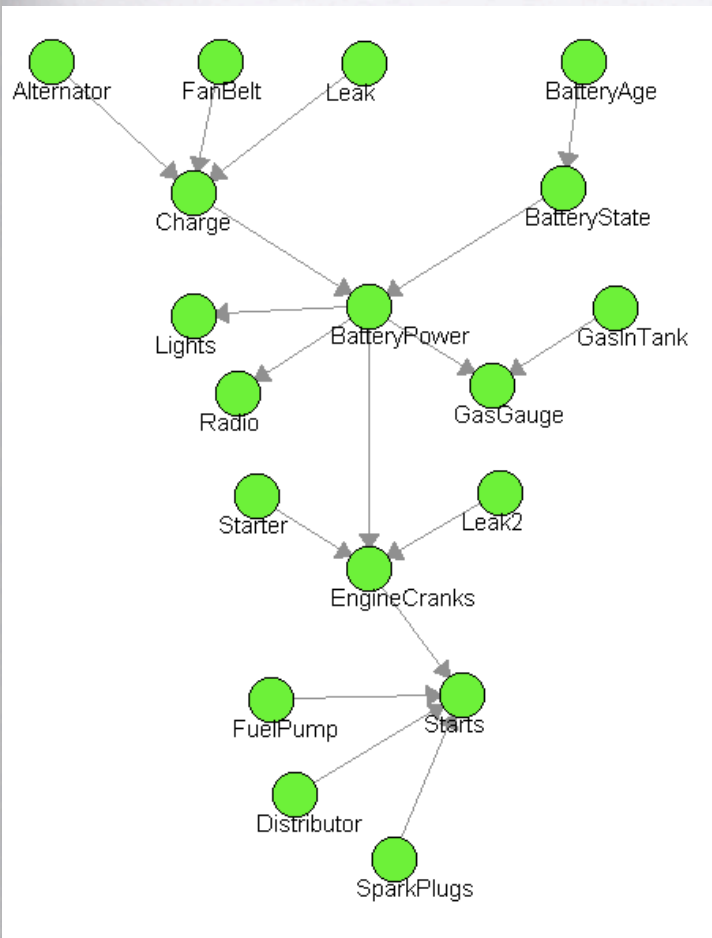 Alternator
FanBelt
Leak
BatteryAge
Charge
BatteryState
Lights
BatteryPower
GasInTank
Radio
GasGauge
Starter
Leak2
EngineCranks
FuelPump
Starts
Distributor
SparkPlugs